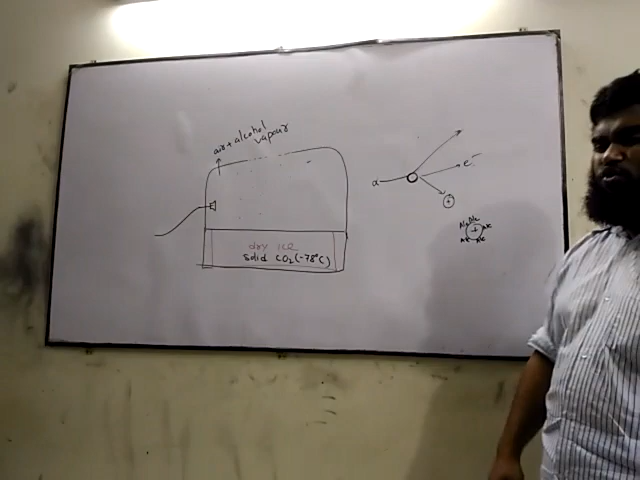 air+alcohol
vapour
α
e⁻
+
dry ice
solid CO₂(-78°C)
+